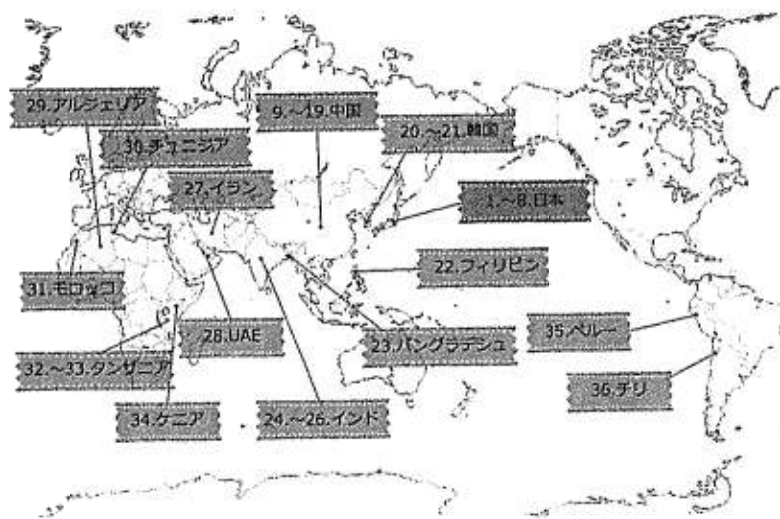 29.アルジェリア
9.～19.中国
20.～21.韓国
30.チュニジア
27.イラン
1.～8.日本
22.フィリピン
31.モロッコ
28.UAE
23.バングラデシュ
35.ペルー
32.～33.タンザニア
36.チリ
34.ケニア
24.～26.インド